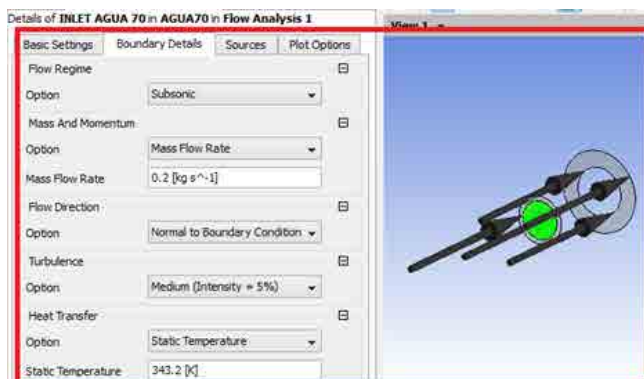 Details of INLET AGUA 70 in AGUA70 in Flow Analysis 1
Basic Settings Boundary Details Sources Plot Options
Flow Regime
Option Subsonic
Mass And Momentum
Option Mass Flow Rate
Mass Flow Rate 0.2 [kg s^-1]
Flow Direction
Option Normal to Boundary Condition
Turbulence
Option Medium (Intensity = 5%)
Heat Transfer
Option Static Temperature
Static Temperature 343.2 [K]
View 1